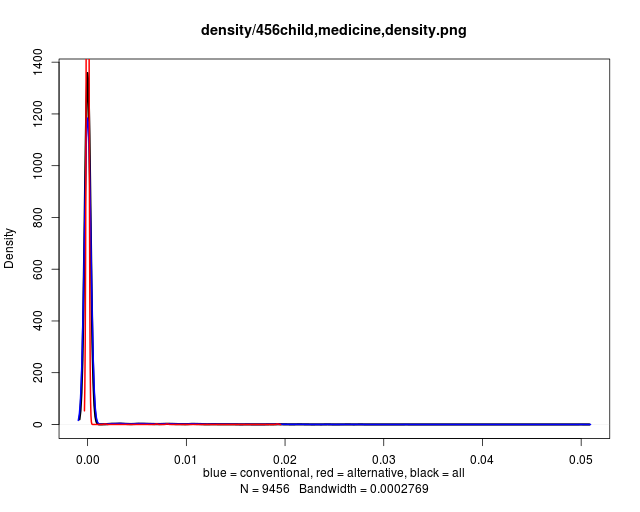 density/456child,medicine,density.png
Density
1400
1200
1000
800
600
400
200
0
0.00 0.01 0.02 0.03 0.04 0.05
blue = conventional, red = alternative, black = all
N = 9456 Bandwidth = 0.0002769